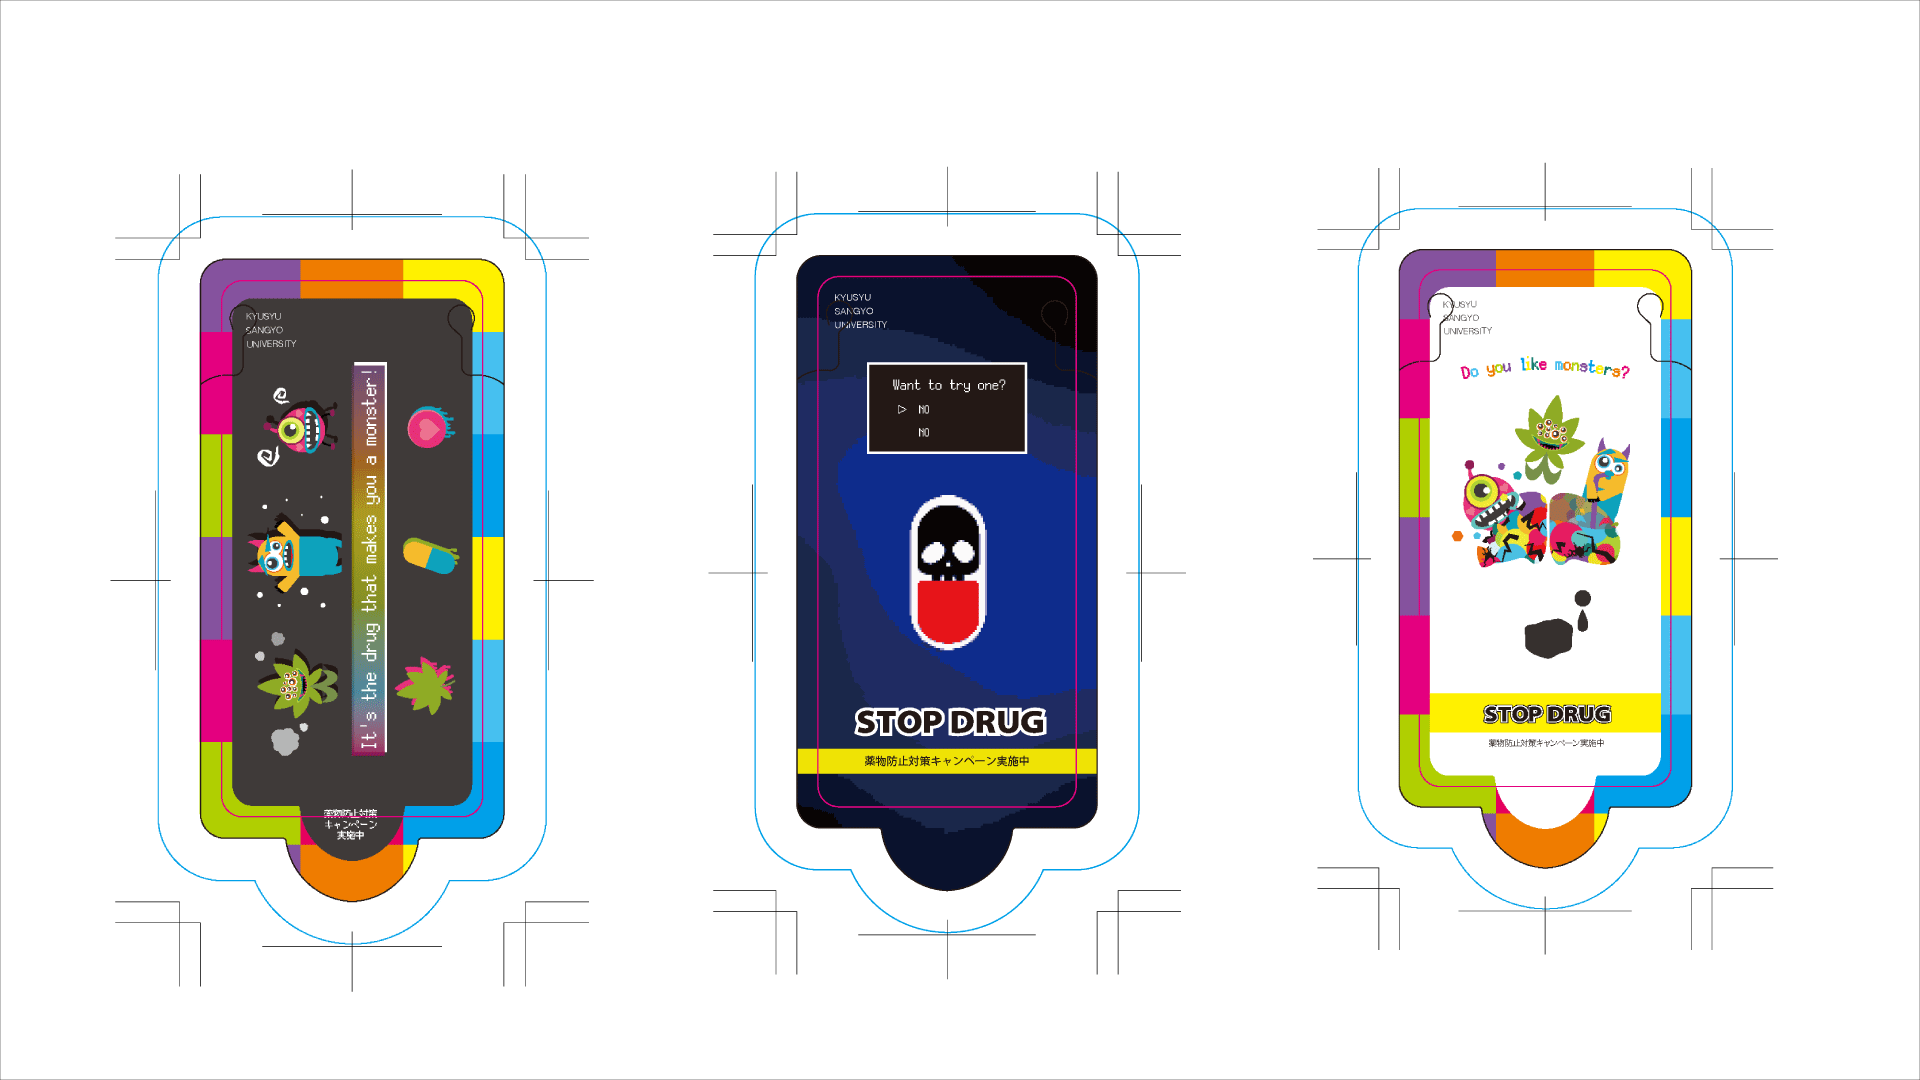 KYUSYU
SANGYO
UNIVERSITY
It's the drug that makes you a monster!
薬物防止対策
キャンペーン
実施中
KYUSYU
SANGYO
UNIVERSITY
Want to try one?
▷ NO
NO
STOP DRUG
薬物防止対策キャンペーン実施中
KYUSYU
SANGYO
UNIVERSITY
Do you like monsters?
STOP DRUG
薬物防止対策キャンペーン実施中